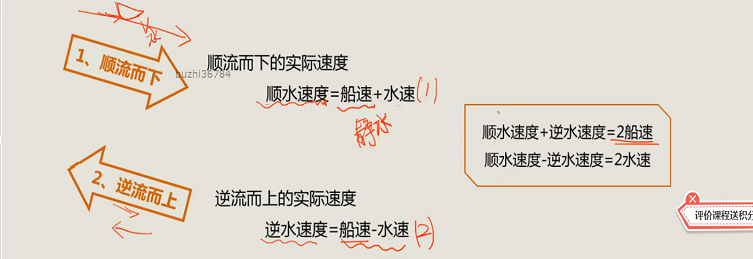 1、顺流而下
buzhi36784
顺流而下的实际速度
顺水速度=船速+水速 (1)
静水
顺水速度+逆水速度=2船速
顺水速度-逆水速度=2水速
2、逆流而上
逆流而上的实际速度
逆水速度=船速-水速 (2)
评价课程送积分